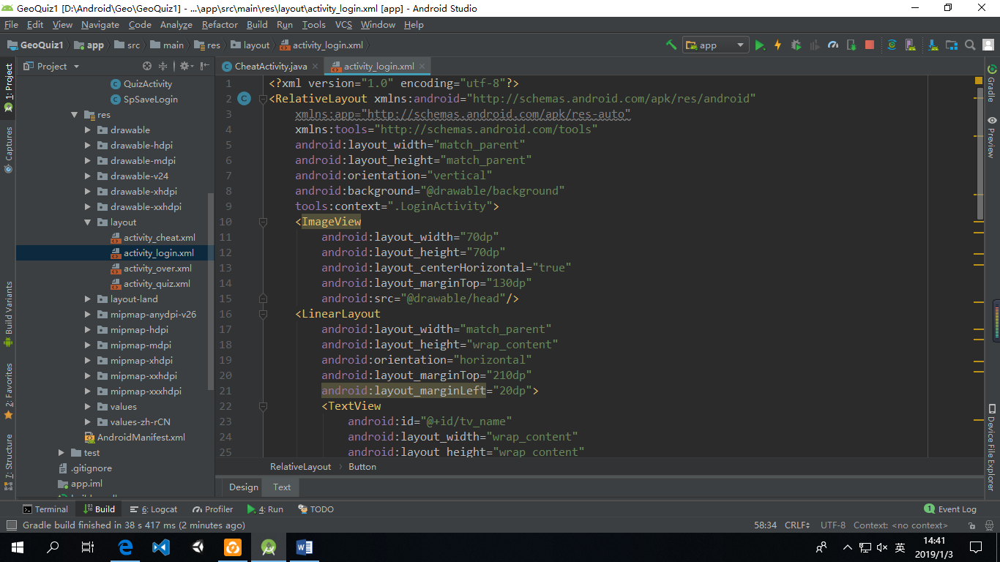 GeoQuiz1 [D:\Android\Geo\GeoQuiz1] - ...\app\src\main\res\layout\activity_login.xml [app] - Android Studio
File Edit View Navigate Code Analyze Refactor Build Run Tools VCS Window Help
GeoQuiz1 app src main res layout activity_login.xml app
1: Project
Captures
Build Variants
2: Favorites
7: Structure
Project
QuizActivity
SpSaveLogin
res
drawable
drawable-hdpi
drawable-mdpi
drawable-v24
drawable-xhdpi
drawable-xxhdpi
layout
activity_cheat.xml
activity_login.xml
activity_over.xml
activity_quiz.xml
layout-land
mipmap-anydpi-v26
mipmap-hdpi
mipmap-mdpi
mipmap-xhdpi
mipmap-xxhdpi
mipmap-xxxhdpi
values
values-zh-rCN
AndroidManifest.xml
test
.gitignore
app.iml
CheatActivity.java activity_login.xml
1 <?xml version="1.0" encoding="utf-8"?>
2 <RelativeLayout xmlns:android="http://schemas.android.com/apk/res/android"
3 xmlns:app="http://schemas.android.com/apk/res-auto"
4 xmlns:tools="http://schemas.android.com/tools"
5 android:layout_width="match_parent"
6 android:layout_height="match_parent"
7 android:orientation="vertical"
8 android:background="@drawable/background"
9 tools:context=".LoginActivity">
10 <ImageView
11 android:layout_width="70dp"
12 android:layout_height="70dp"
13 android:layout_centerHorizontal="true"
14 android:layout_marginTop="130dp"
15 android:src="@drawable/head"/>
16 <LinearLayout
17 android:layout_width="match_parent"
18 android:layout_height="wrap_content"
19 android:orientation="horizontal"
20 android:layout_marginTop="210dp"
21 android:layout_marginLeft="20dp">
22 <TextView
23 android:id="@+id/tv_name"
24 android:layout_width="wrap_content"
25 android:layout_height="wrap_content"
RelativeLayout Button
Design Text
Gradle
Preview
Device File Explorer
Terminal Build 6: Logcat Profiler 4: Run TODO 1 Event Log
Gradle build finished in 38 s 417 ms (2 minutes ago) 58:34 CRLF UTF-8 Context: <no context>
英
14:41
2019/1/3